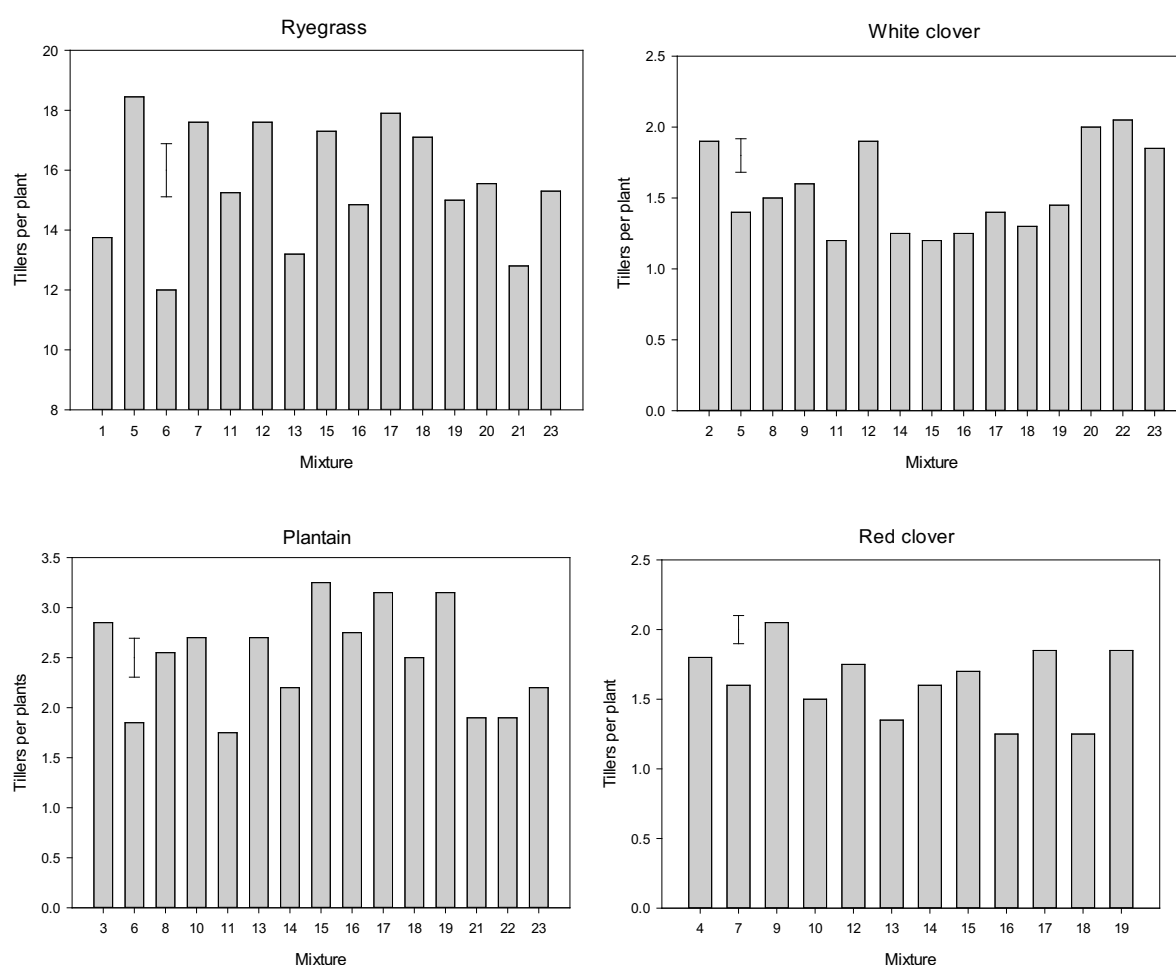 Ryegrass
20
18
16
14
12
10
8
Tillers per plant
1 5 6 7 11 12 13 15 16 17 18 19 20 21 23
Mixture
White clover
2.5
2.0
1.5
1.0
0.5
0.0
Tillers per plant
2 5 8 9 11 12 14 15 16 17 18 19 20 22 23
Mixture
Plantain
3.5
3.0
2.5
2.0
1.5
1.0
0.5
0.0
Tillers per plants
3 6 8 10 11 13 14 15 16 17 18 19 21 22 23
Mixture
Red clover
2.5
2.0
1.5
1.0
0.5
0.0
Tillers per plant
4 7 9 10 12 13 14 15 16 17 18 19
Mixture